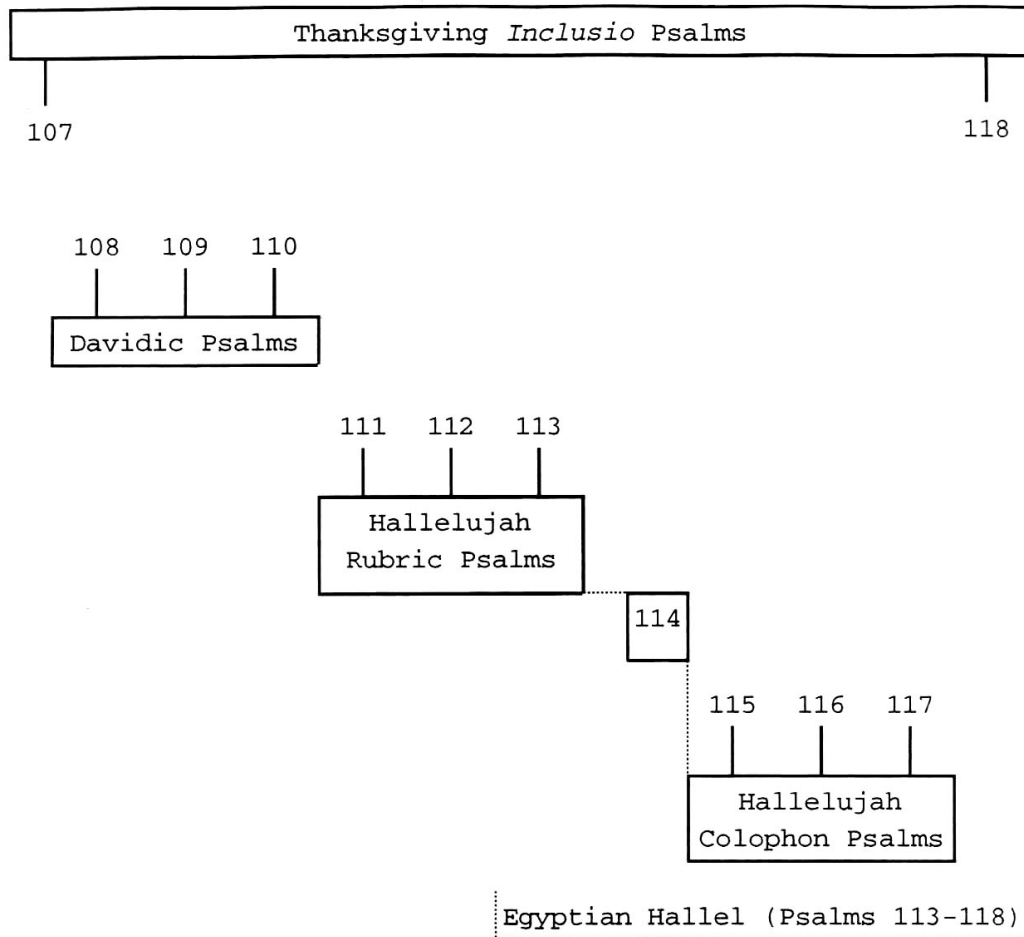 Thanksgiving Inclusio Psalms
107 118
108 109 110
Davidic Psalms
111 112 113
Hallelujah
Rubric Psalms
114
115 116 117
Hallelujah
Colophon Psalms
Egyptian Hallel (Psalms 113-118)